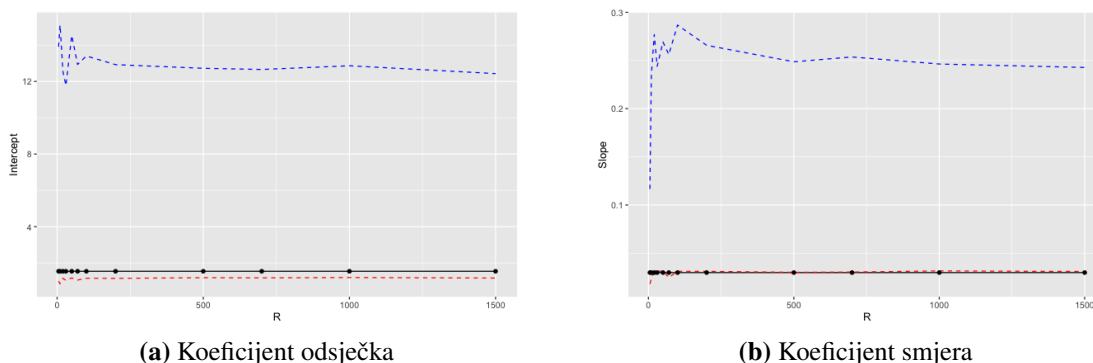 12
8
4
Intercept
0
500
1000
1500
R
(a) Koeficijent odsječka
0.3
0.2
0.1
Slope
0
500
1000
1500
R
(b) Koeficijent smjera